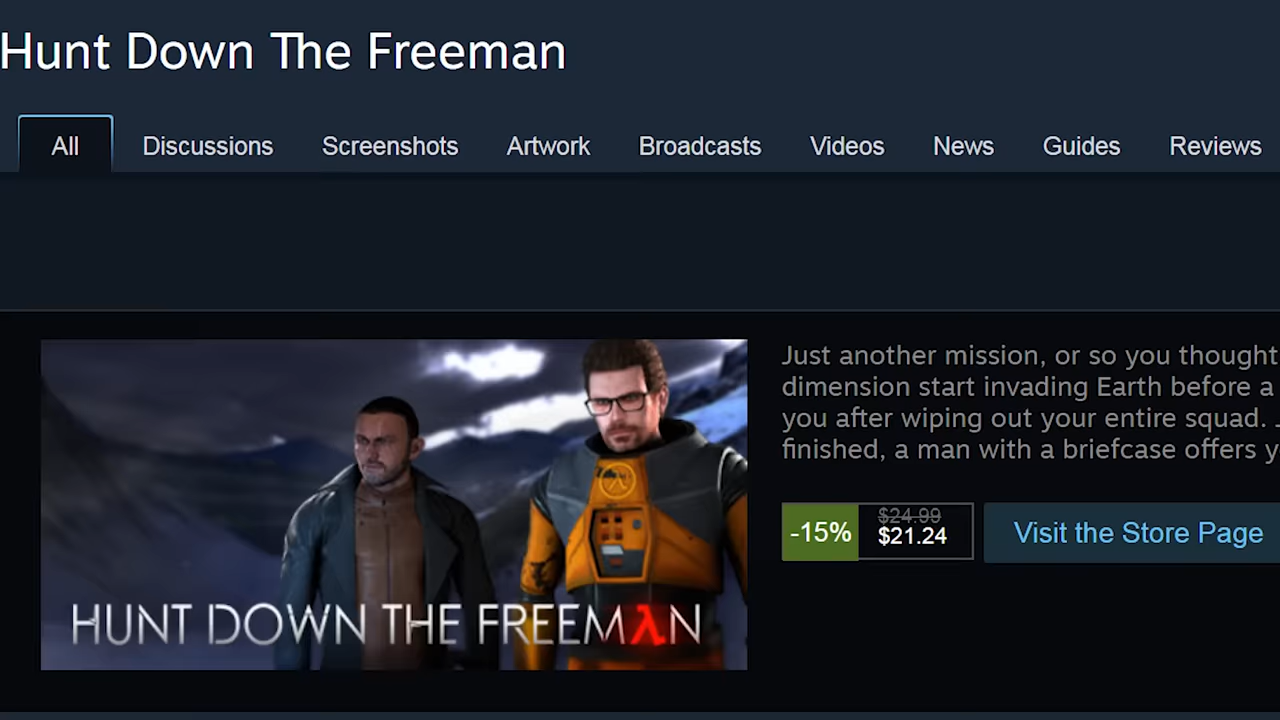 Hunt Down The Freeman
All Discussions Screenshots Artwork Broadcasts Videos News Guides Reviews
Just another mission, or so you thought
dimension start invading Earth before a
you after wiping out your entire squad.
finished, a man with a briefcase offers y
-15% $24.99
$21.24
Visit the Store Page
HUNT DOWN THE FREEMλN